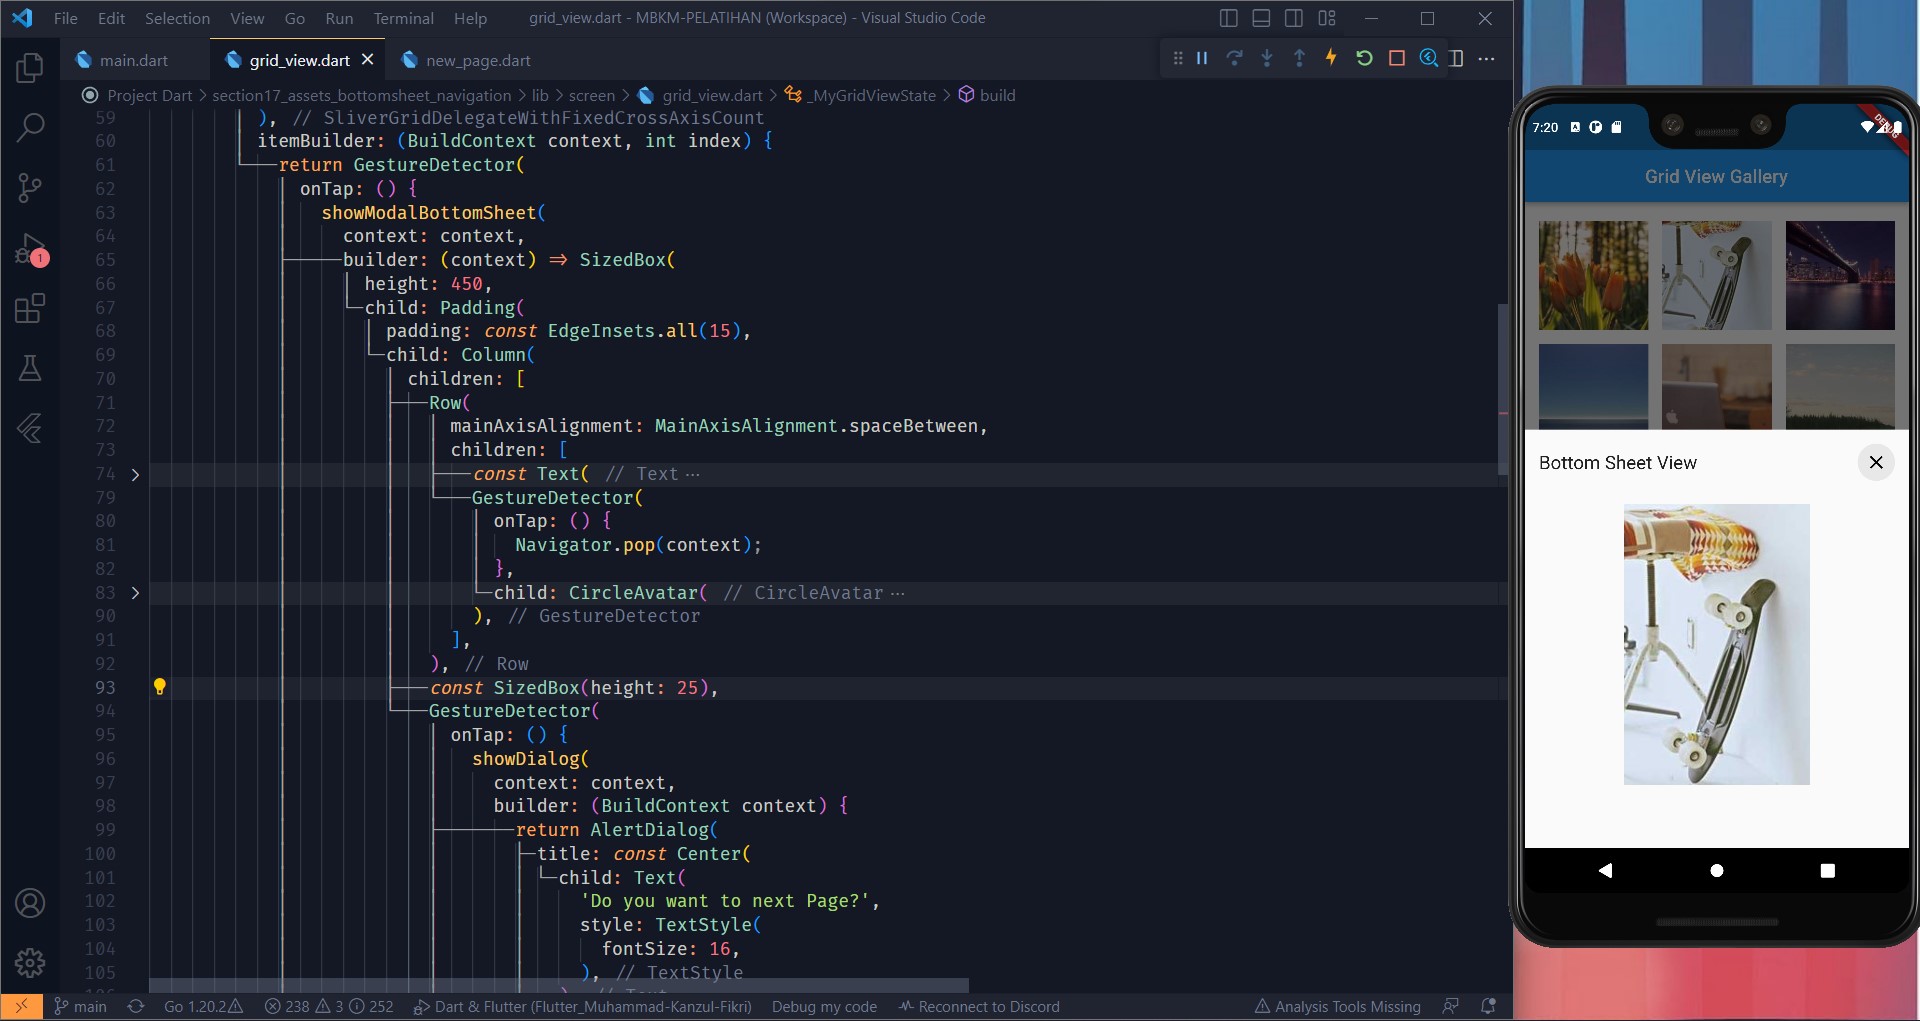 File Edit Selection View Go Run Terminal Help
grid_view.dart - MBKM-PELATIHAN (Workspace) - Visual Studio Code
main.dart
grid_view.dart
new_page.dart
Project Dart > section17_assets_bottomsheet_navigation > lib > screen > grid_view.dart > _MyGridViewState > build
59 ), // SliverGridDelegateWithFixedCrossAxisCount
60 itemBuilder: (BuildContext context, int index) {
61 return GestureDetector(
62 onTap: () {
63 showModalBottomSheet(
64 context: context,
65 builder: (context) => SizedBox(
66 height: 450,
67 child: Padding(
68 padding: const EdgeInsets.all(15),
69 child: Column(
70 children: [
71 Row(
72 mainAxisAlignment: MainAxisAlignment.spaceBetween,
73 children: [
74 const Text( // Text ···
79 GestureDetector(
80 onTap: () {
81 Navigator.pop(context);
82 },
83 child: CircleAvatar( // CircleAvatar ···
90 ), // GestureDetector
91 ],
92 ), // Row
93 const SizedBox(height: 25),
94 GestureDetector(
95 onTap: () {
96 showDialog(
97 context: context,
98 builder: (BuildContext context) {
99 return AlertDialog(
100 title: const Center(
101 child: Text(
102 'Do you want to next Page?',
103 style: TextStyle(
104 fontSize: 16,
105 ), // TextStyle
1
main
Go 1.20.2
238 3 252
Dart & Flutter (Flutter_Muhammad-Kanzul-Fikri)
Debug my code
Reconnect to Discord
Analysis Tools Missing
7:20
DEBUG
Grid View Gallery
Bottom Sheet View